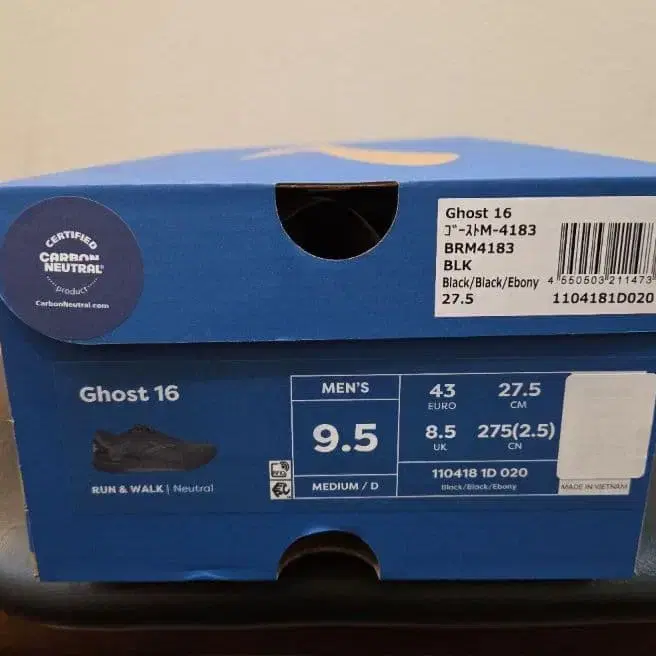 CERTIFIED
CARBON
NEUTRAL®
product
CarbonNeutral.com
Ghost 16
ｺﾞｰｽﾄM-4183
BRM4183
BLK
Black/Black/Ebony
27.5
4 550503 211473
1104181D020
Ghost 16
RUN & WALK | Neutral
MEN'S
9.5
MEDIUM / D
43
EURO
27.5
CM
8.5
UK
275(2.5)
CN
110418 1D 020
Black/Black/Ebony
MADE IN VIETNAM